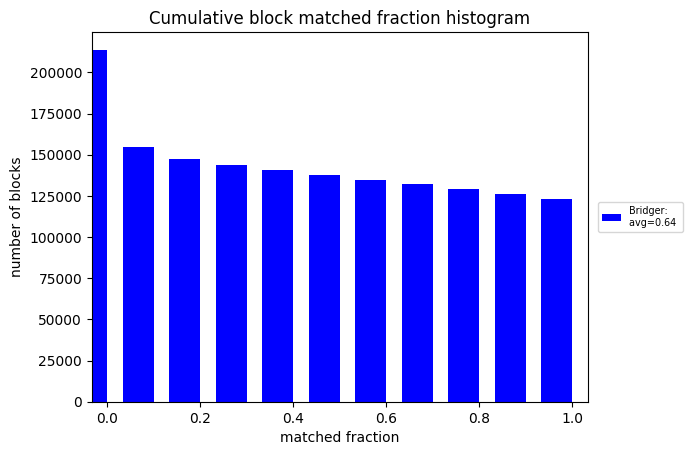 Cumulative block matched fraction histogram
number of blocks
200000
175000
150000
125000
100000
75000
50000
25000
0
0.0 0.2 0.4 0.6 0.8 1.0
matched fraction
Bridger:
avg=0.64